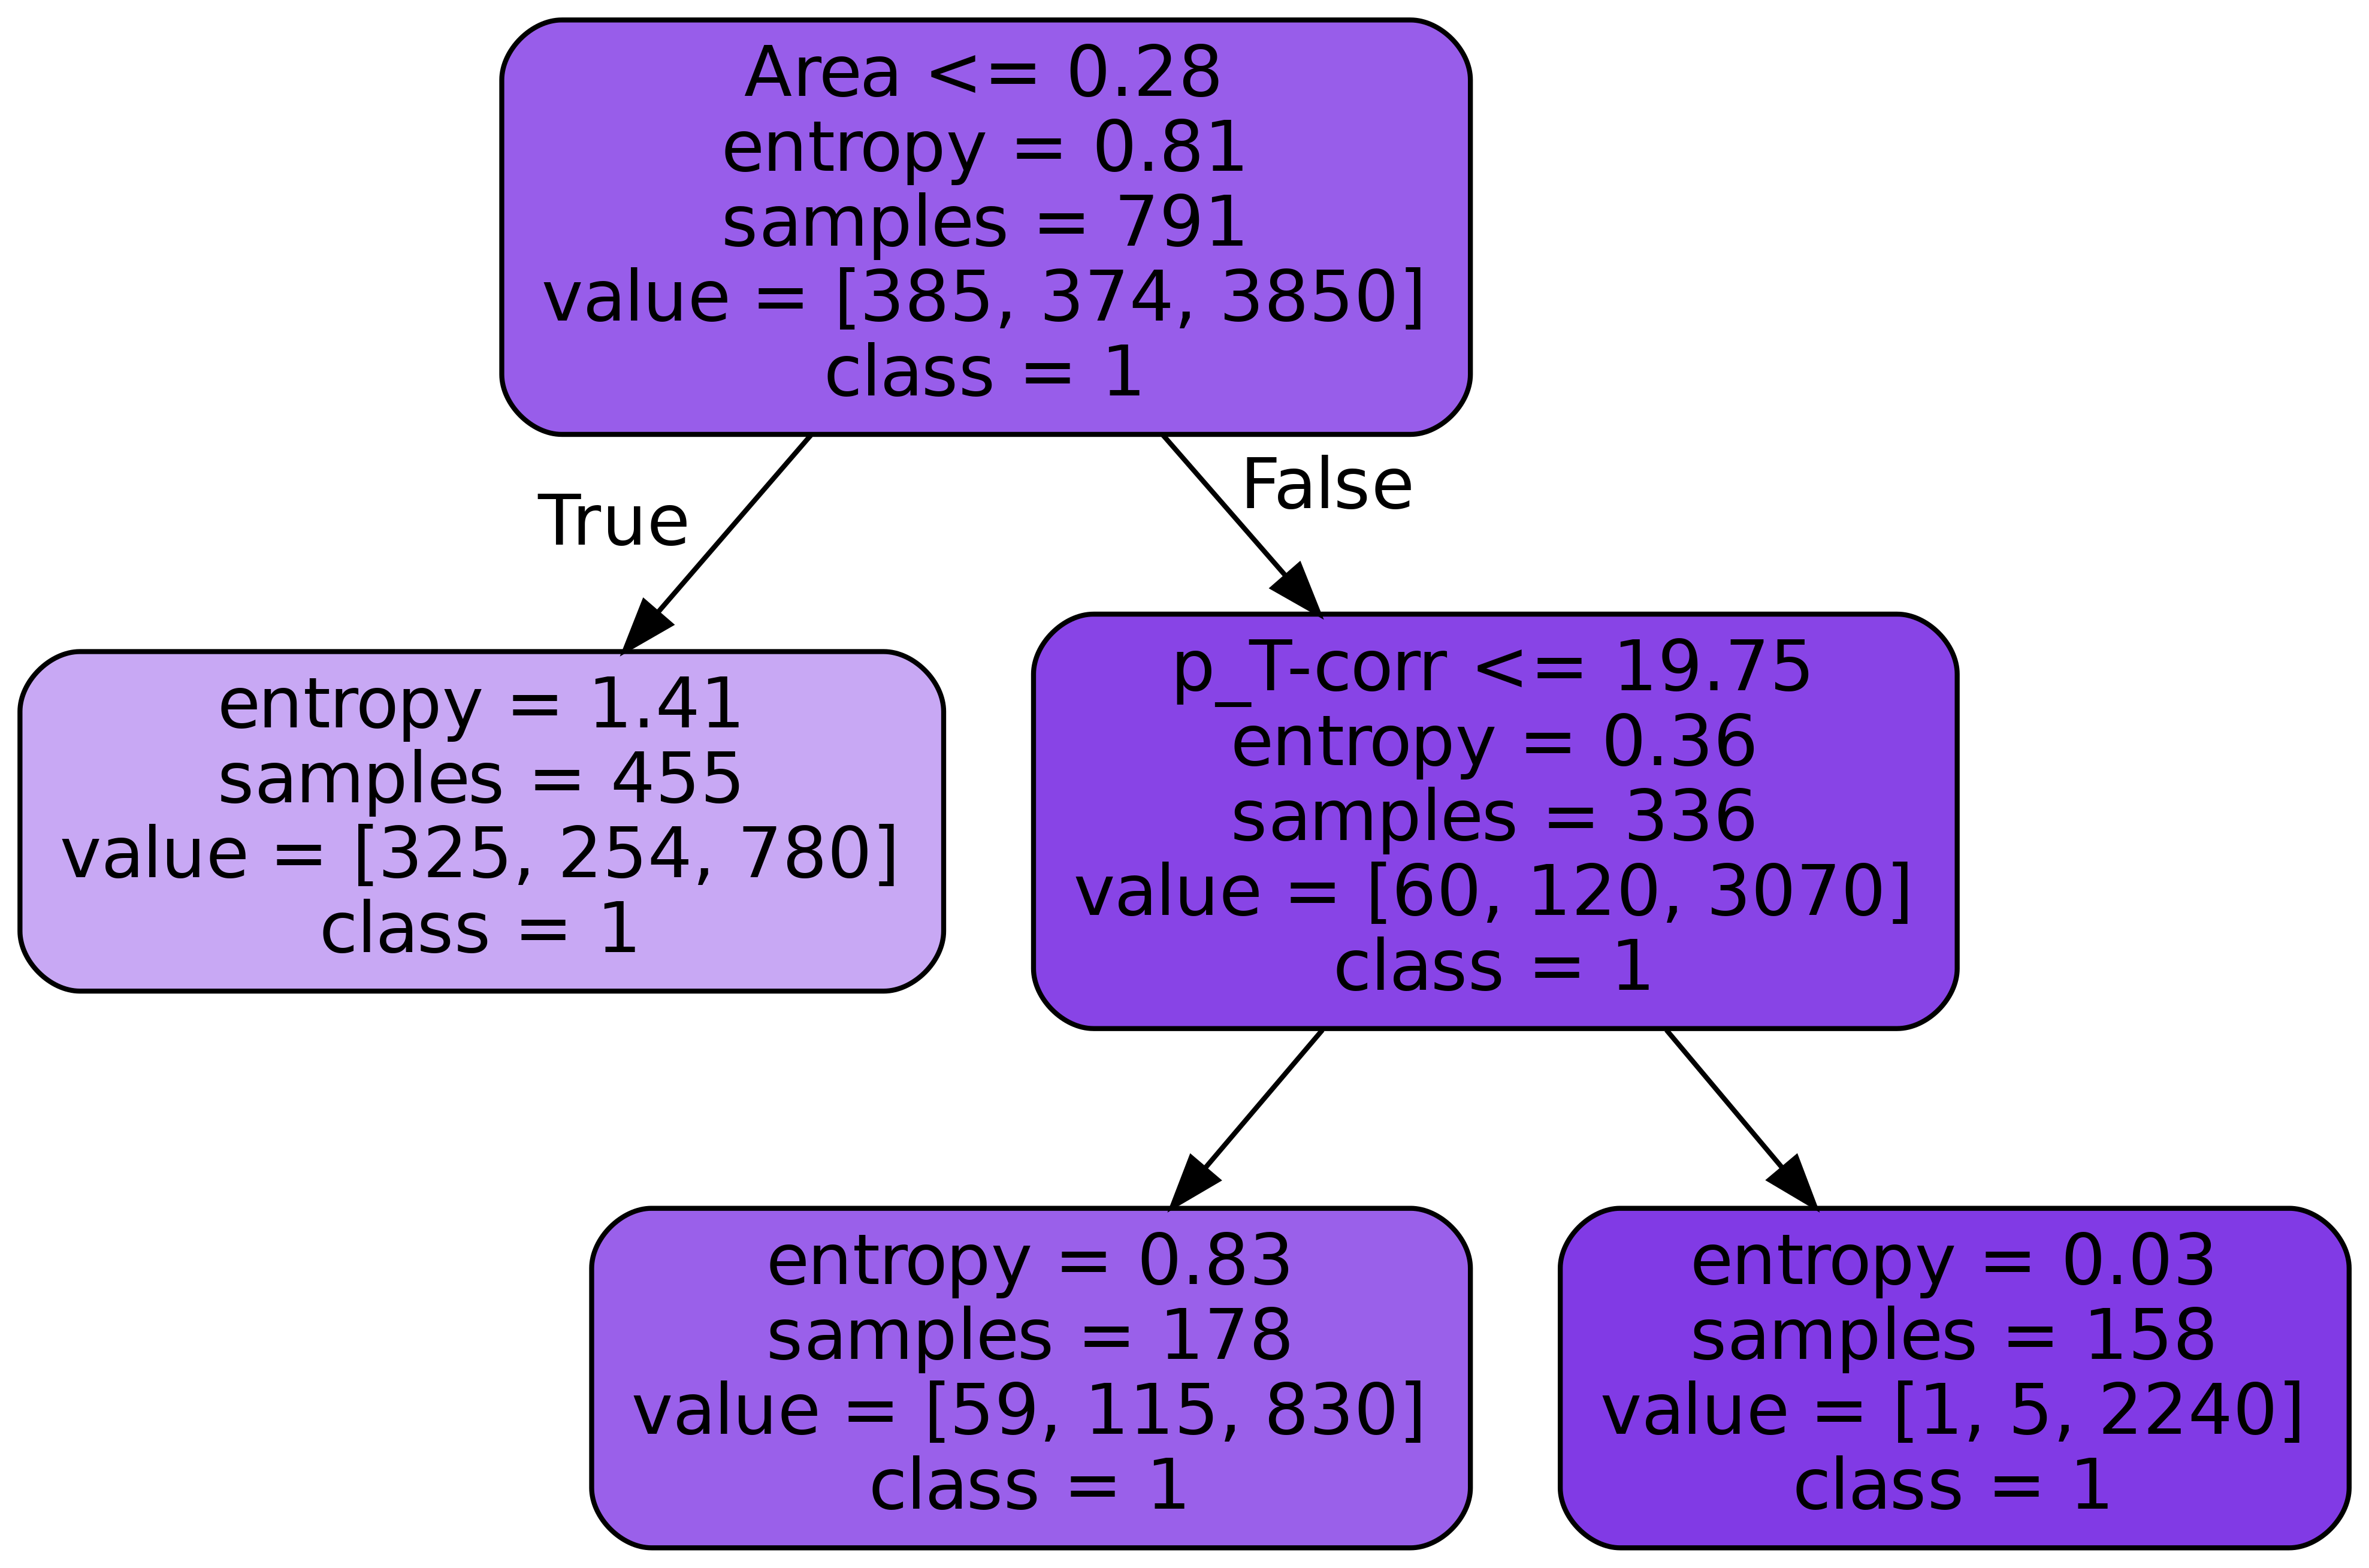 Area <= 0.28
entropy = 0.81
samples = 791
value = [385, 374, 3850]
class = 1
True
False
entropy = 1.41
samples = 455
value = [325, 254, 780]
class = 1
p_T-corr <= 19.75
entropy = 0.36
samples = 336
value = [60, 120, 3070]
class = 1
entropy = 0.83
samples = 178
value = [59, 115, 830]
class = 1
entropy = 0.03
samples = 158
value = [1, 5, 2240]
class = 1